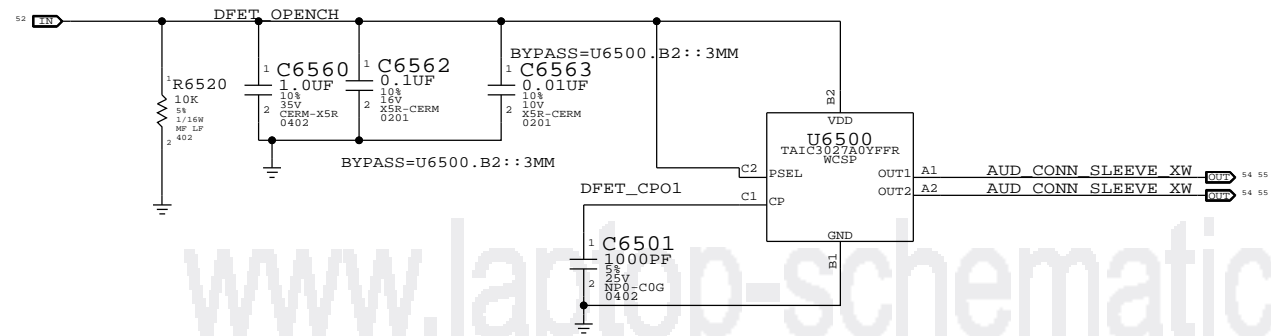 DFET_OPENCH
52 IN
BYPASS=U6500.B2::3MM
1 R6520
10K
5%
1/16W
MF LF
402
2
1 C6560
1.0UF
10%
35V
2 CERM-X5R
0402
1 C6562
0.1UF
10%
16V
2 X5R-CERM
0201
1 C6563
0.01UF
10%
10V
2 X5R-CERM
0201
BYPASS=U6500.B2::3MM
B2
VDD
U6500
TAIC3027A0YFFR
WCSP
C2 PSEL
C1 CP
OUT1 A1 AUD_CONN_SLEEVE_XW OUT 54 55
OUT2 A2 AUD_CONN_SLEEVE_XW OUT 54 55
GND
B1
DFET_CPO1
1 C6501
1000PF
5%
25V
2 NP0-C0G
0402
www.laptop-schematic